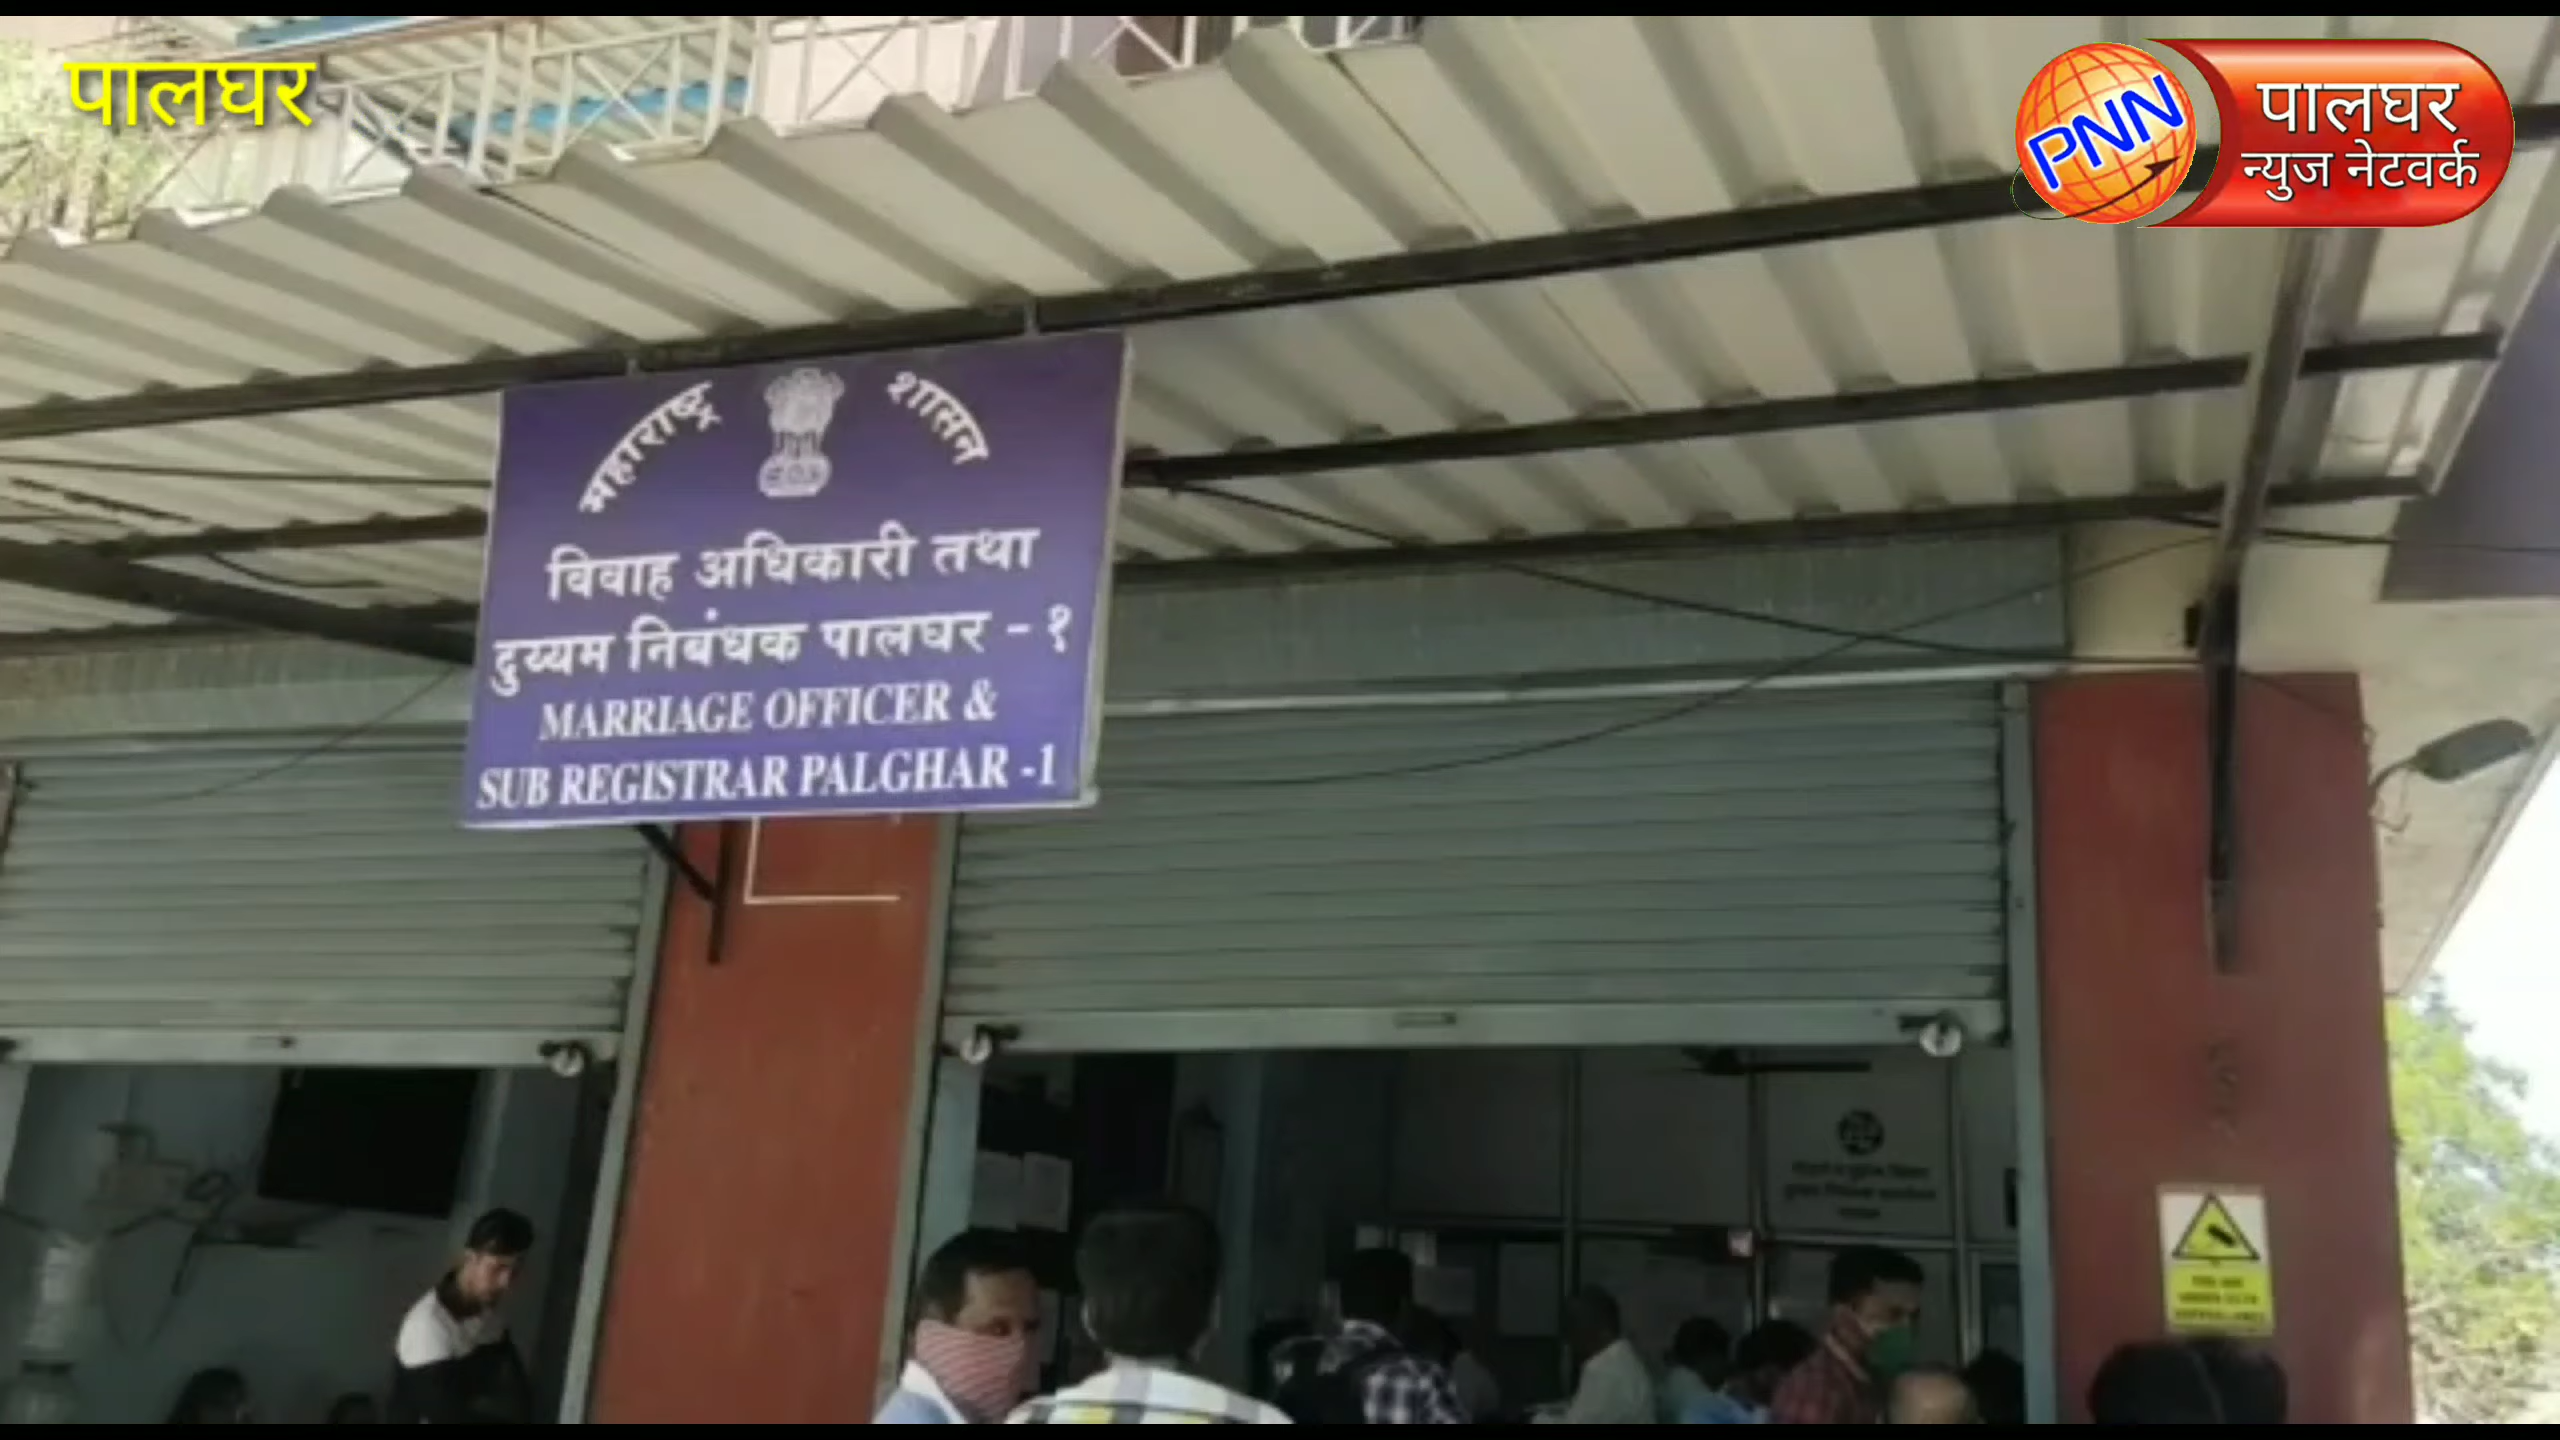 पालघर
PNN
पालघर
न्युज नेटवर्क
महाराष्ट्र शासन
विवाह अधिकारी तथा
दुय्यम निबंधक पालघर - १
MARRIAGE OFFICER &
SUB REGISTRAR PALGHAR -1